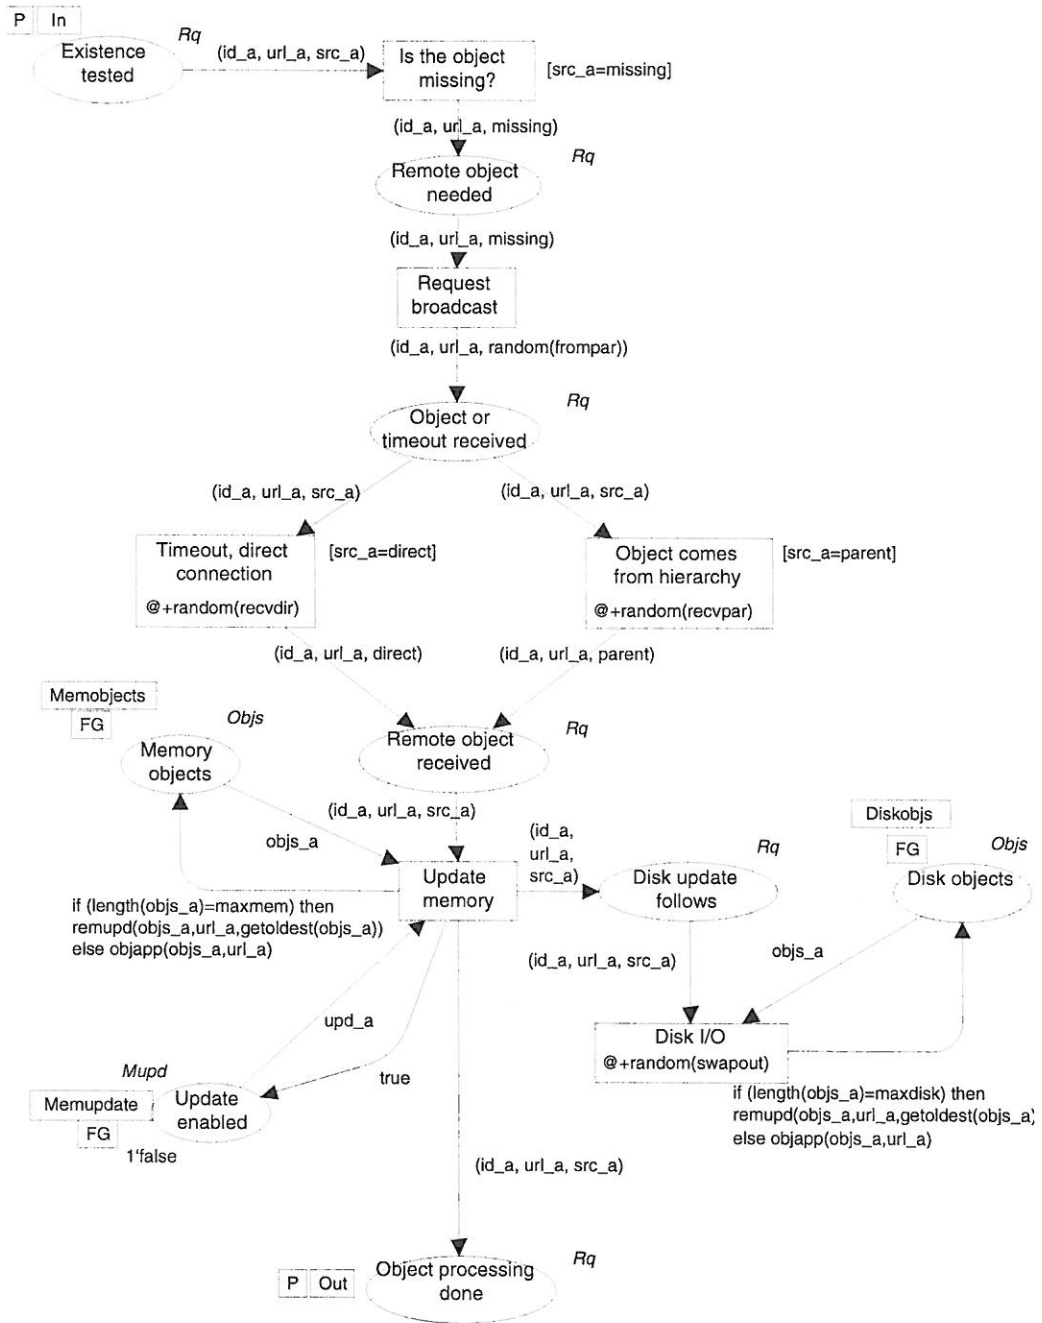 P In
Rq
Existence
tested
(id_a, url_a, src_a)
Is the object
missing?
[src_a=missing]
(id_a, url_a, missing)
Rq
Remote object
needed
(id_a, url_a, missing)
Request
broadcast
(id_a, url_a, random(frompar))
Rq
Object or
timeout received
(id_a, url_a, src_a)
(id_a, url_a, src_a)
Timeout, direct
connection
@+random(recvdir)
[src_a=direct]
Object comes
from hierarchy
@+random(recvpar)
[src_a=parent]
(id_a, url_a, direct)
(id_a, url_a, parent)
Memobjects
FG
Objs
Memory
objects
Rq
Remote object
received
(id_a, url_a, src_a)
objs_a
(id_a,
url_a,
src_a)
Diskobjs
FG
Objs
Disk objects
Rq
Disk update
follows
Update
memory
if (length(objs_a)=maxmem) then
remupd(objs_a,url_a,getoldest(objs_a))
else objapp(objs_a,url_a)
(id_a, url_a, src_a)
objs_a
upd_a
true
Disk I/O
@+random(swapout)
if (length(objs_a)=maxdisk) then
remupd(objs_a,url_a,getoldest(objs_a)
else objapp(objs_a,url_a)
Mupd
Memupdate
FG
Update
enabled
1'false
(id_a, url_a, src_a)
Rq
P Out
Object processing
done